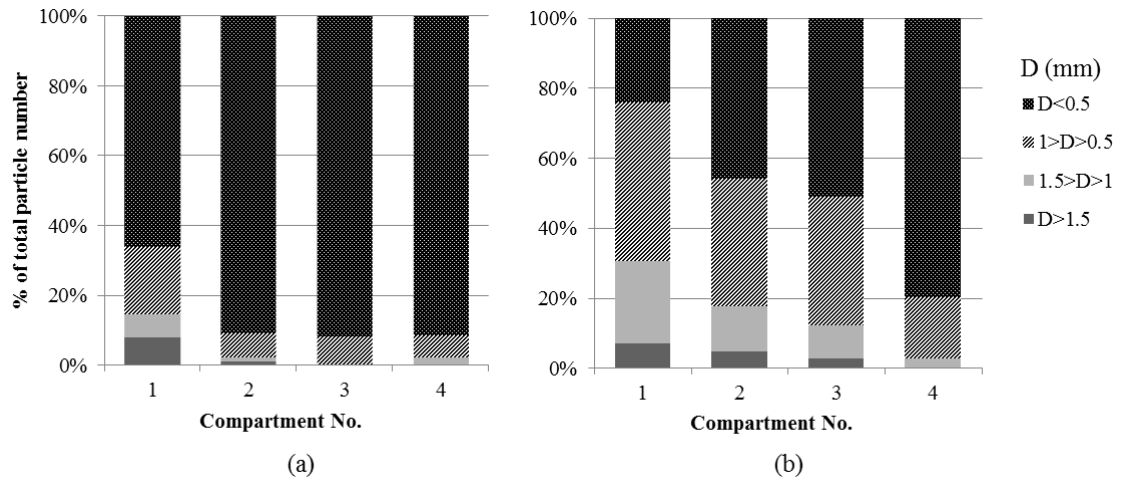 % of total particle number
100%
80%
60%
40%
20%
0%
1 2 3 4
Compartment No.
(a)
100%
80%
60%
40%
20%
0%
1 2 3 4
Compartment No.
(b)
D (mm)
D<0.5
1>D>0.5
1.5>D>1
D>1.5